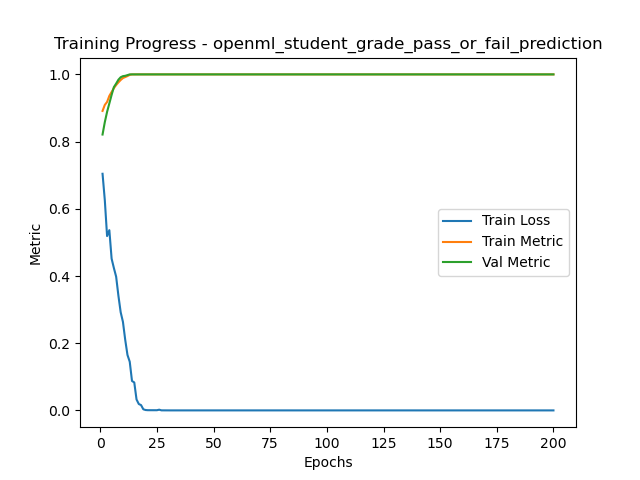 Training Progress - openml_student_grade_pass_or_fail_prediction
1.0
0.8
0.6
0.4
0.2
0.0
Metric
Train Loss
Train Metric
Val Metric
0 25 50 75 100 125 150 175 200
Epochs